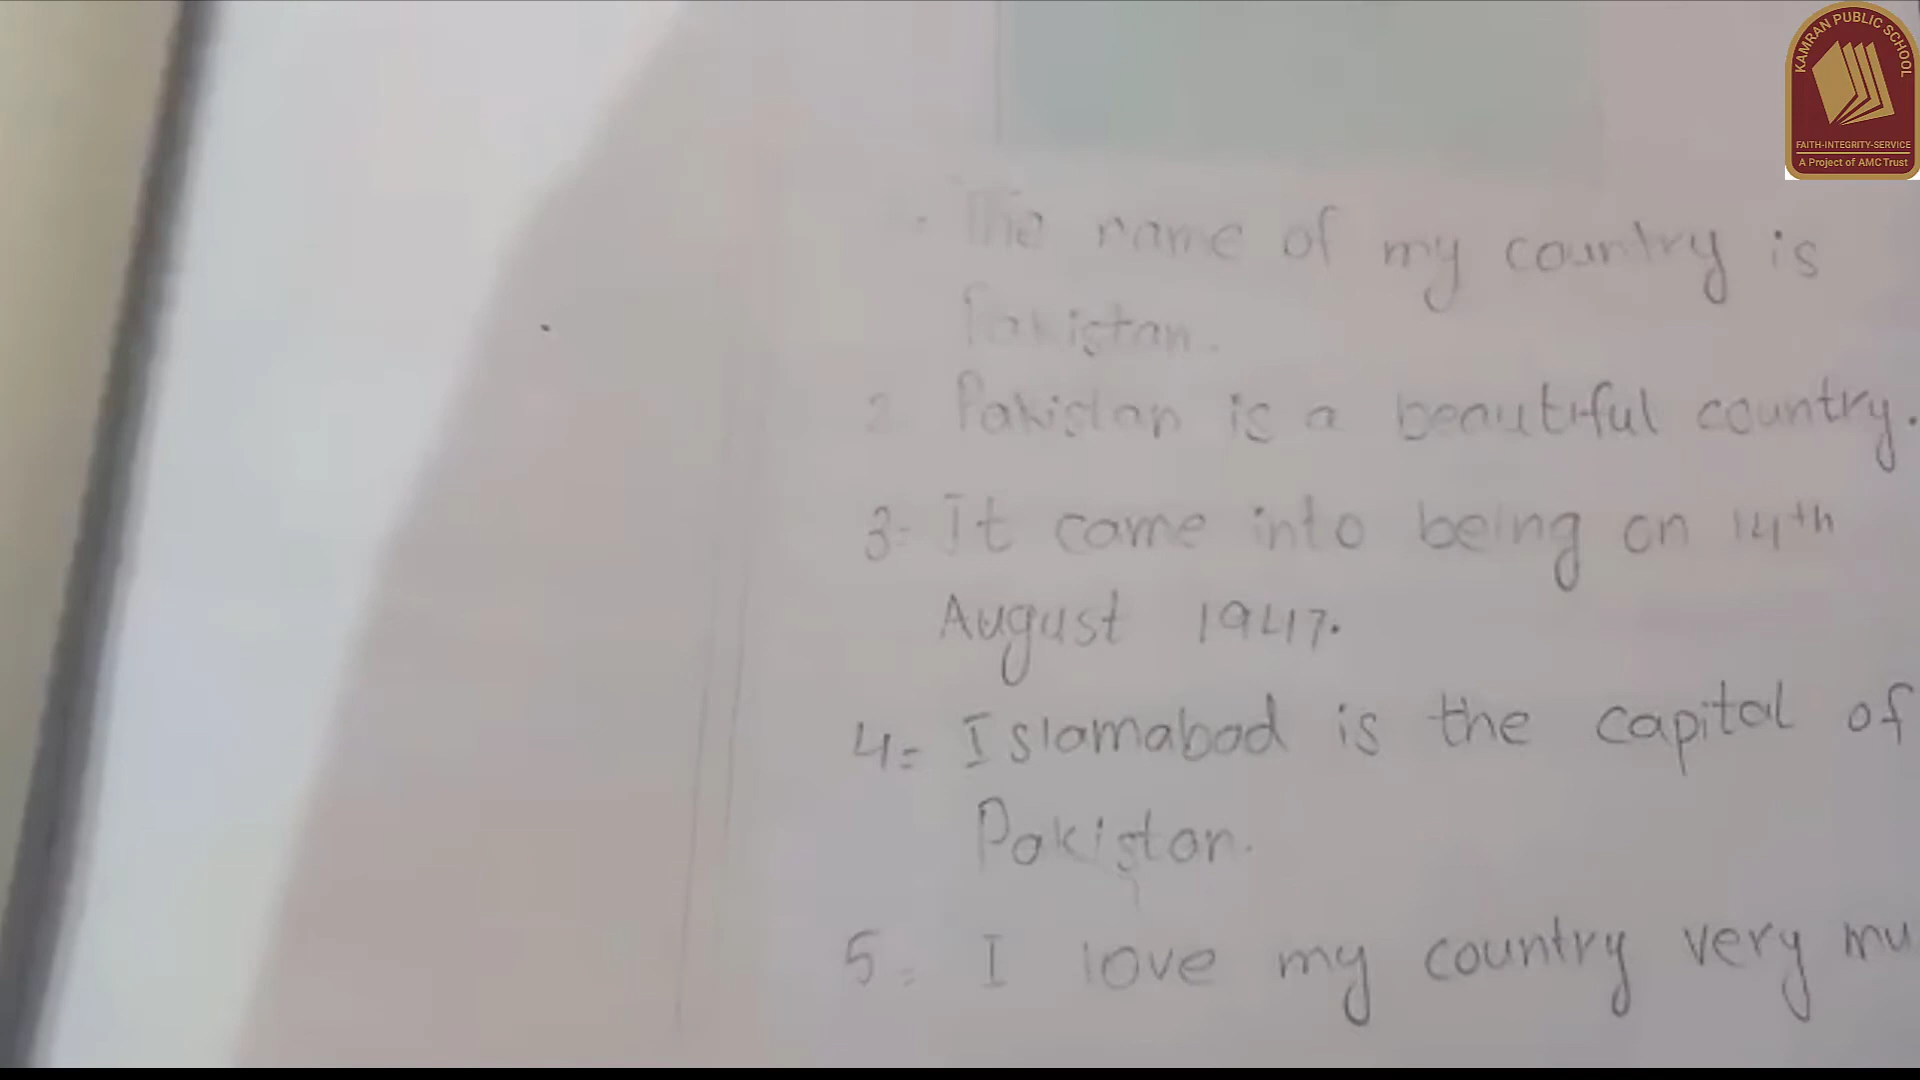 KAMRAN PUBLIC SCHOOL
FAITH-INTEGRITY-SERVICE
A Project of AMC Trust
The name of my country is
Pakistan.
2 Pakistan is a beautiful country.
3= It came into being on 14th
August 1947.
4= Islamabad is the capital of
Pakistan.
5= I love my country very mu